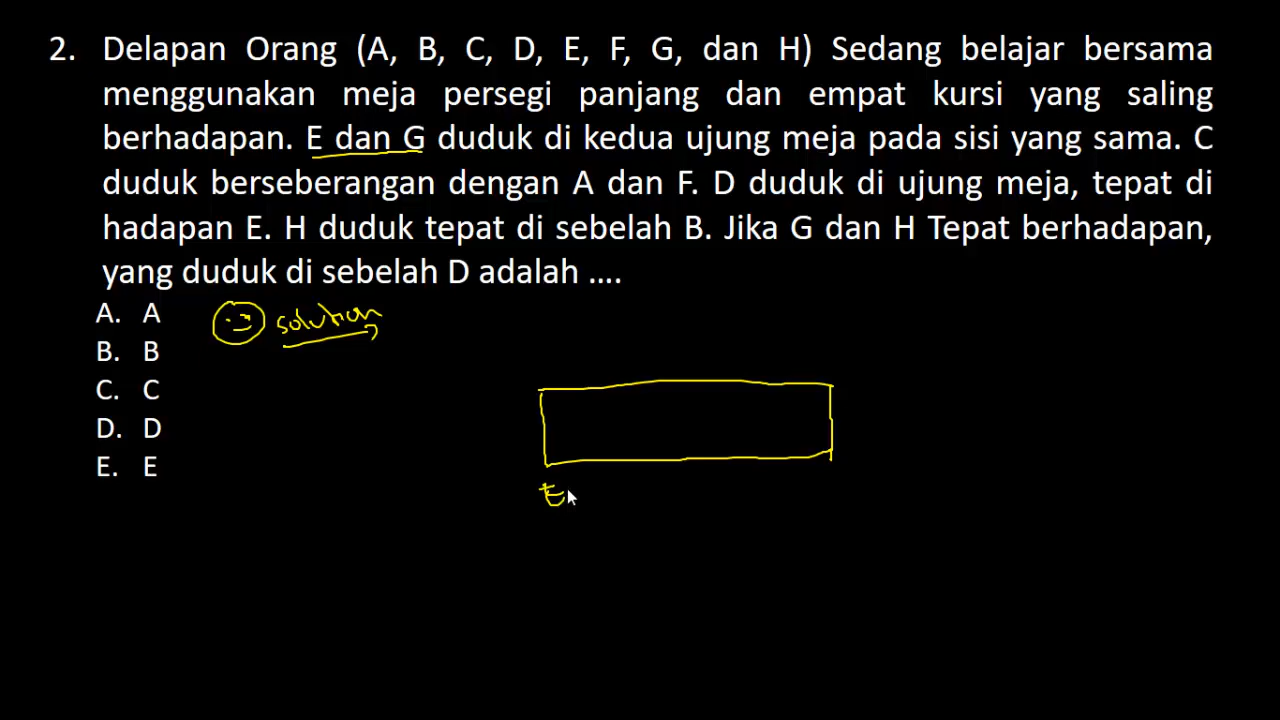 2. Delapan Orang (A, B, C, D, E, F, G, dan H) Sedang belajar bersama
menggunakan meja persegi panjang dan empat kursi yang saling
berhadapan. E dan G duduk di kedua ujung meja pada sisi yang sama. C
duduk berseberangan dengan A dan F. D duduk di ujung meja, tepat di
hadapan E. H duduk tepat di sebelah B. Jika G dan H Tepat berhadapan,
yang duduk di sebelah D adalah ....
A. A
B. B
C. C
D. D
E. E
solution
E